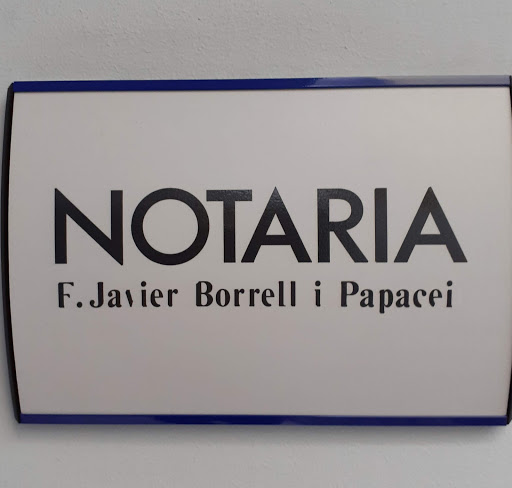 NOTARIA
F. Javier Borrell i Papacei